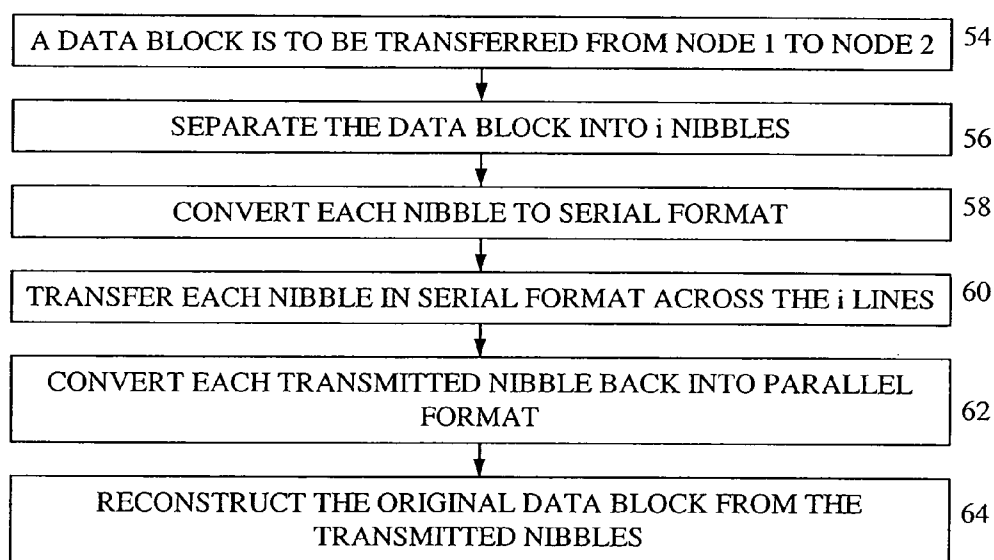 A DATA BLOCK IS TO BE TRANSFERRED FROM NODE 1 TO NODE 2 54
SEPARATE THE DATA BLOCK INTO i NIBBLES 56
CONVERT EACH NIBBLE TO SERIAL FORMAT 58
TRANSFER EACH NIBBLE IN SERIAL FORMAT ACROSS THE i LINES 60
CONVERT EACH TRANSMITTED NIBBLE BACK INTO PARALLEL
FORMAT 62
RECONSTRUCT THE ORIGINAL DATA BLOCK FROM THE
TRANSMITTED NIBBLES 64